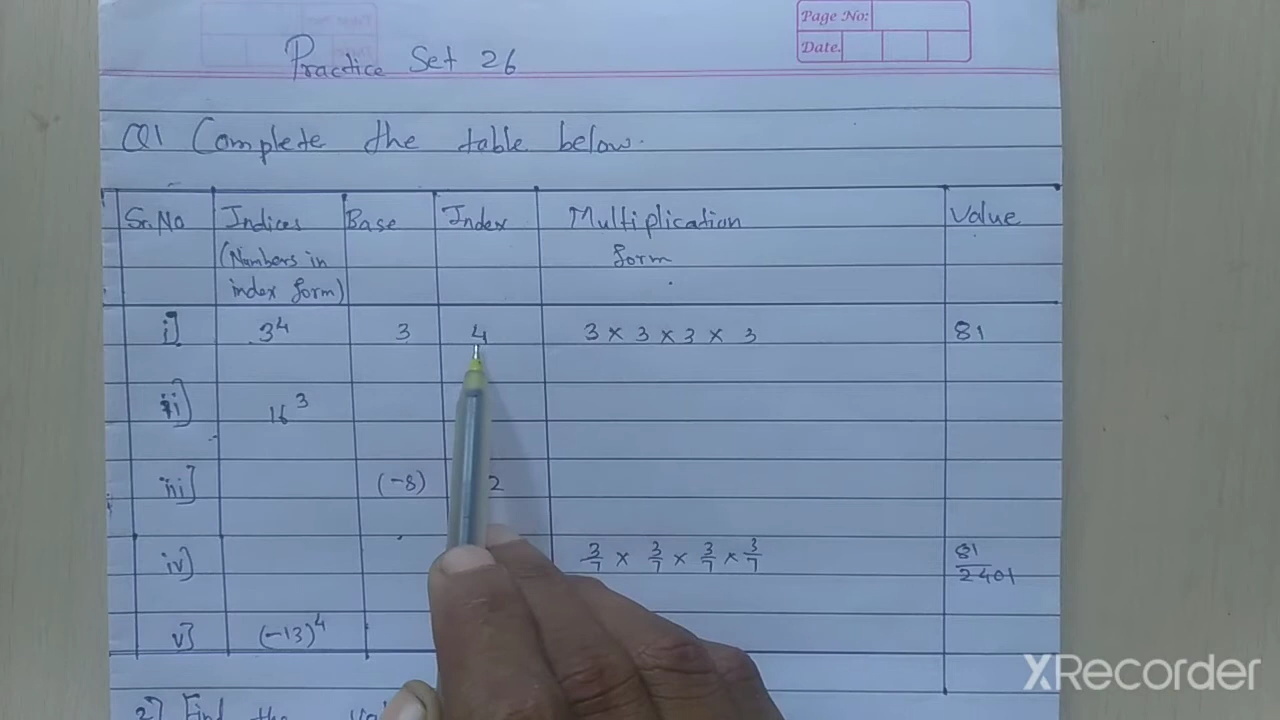 Page No:
Date.
Practice Set 26
Q1 Complete the table below.
Sr.No Indices Base Index Multiplication Value
(Numbers in form
index form)
i] 3⁴ 3 4 3 × 3 × 3 × 3 81
ii] 16³
iii] (-8) 2
iv) 3/7 × 3/7 × 3/7 × 3/7 81/2401
v] (-13)⁴
2] Find the
XRecorder